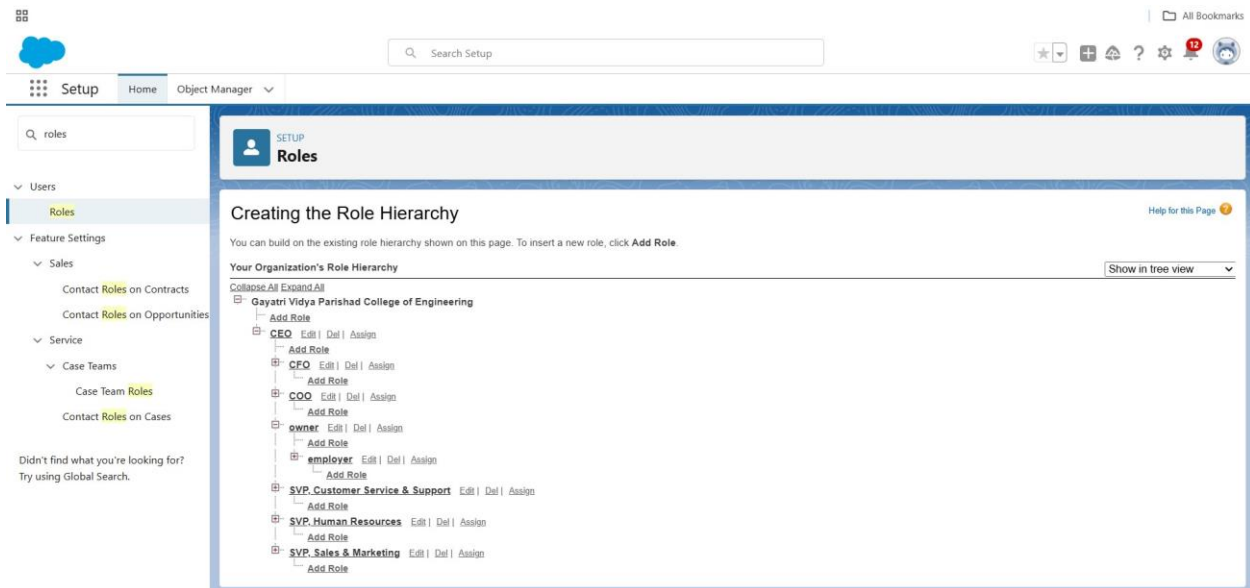 All Bookmarks
Search Setup
12
Setup Home Object Manager
roles
SETUP
Roles
Users
Roles
Feature Settings
Sales
Contact Roles on Contracts
Contact Roles on Opportunities
Service
Case Teams
Case Team Roles
Contact Roles on Cases
Didn't find what you're looking for?
Try using Global Search.
Creating the Role Hierarchy
Help for this Page
You can build on the existing role hierarchy shown on this page. To insert a new role, click Add Role.
Your Organization's Role Hierarchy
Show in tree view
Collapse All Expand All
Gayatri Vidya Parishad College of Engineering
Add Role
CEO Edit | Del | Assign
Add Role
CFO Edit | Del | Assign
Add Role
COO Edit | Del | Assign
Add Role
owner Edit | Del | Assign
Add Role
employer Edit | Del | Assign
Add Role
SVP, Customer Service & Support Edit | Del | Assign
Add Role
SVP, Human Resources Edit | Del | Assign
Add Role
SVP, Sales & Marketing Edit | Del | Assign
Add Role